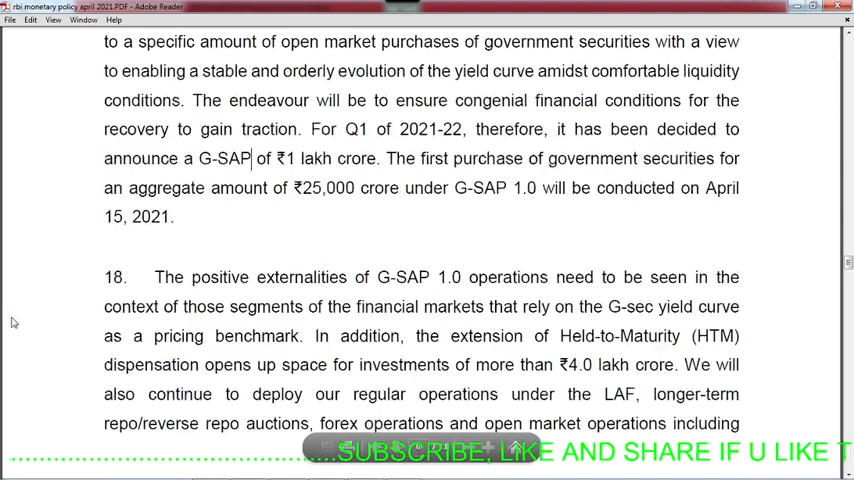 rbi monetary policy april 2021.PDF - Adobe Reader
File Edit View Window Help
to a specific amount of open market purchases of government securities with a view
to enabling a stable and orderly evolution of the yield curve amidst comfortable liquidity
conditions. The endeavour will be to ensure congenial financial conditions for the
recovery to gain traction. For Q1 of 2021-22, therefore, it has been decided to
announce a G-SAP of ₹1 lakh crore. The first purchase of government securities for
an aggregate amount of ₹25,000 crore under G-SAP 1.0 will be conducted on April
15, 2021.
18. The positive externalities of G-SAP 1.0 operations need to be seen in the
context of those segments of the financial markets that rely on the G-sec yield curve
as a pricing benchmark. In addition, the extension of Held-to-Maturity (HTM)
dispensation opens up space for investments of more than ₹4.0 lakh crore. We will
also continue to deploy our regular operations under the LAF, longer-term
repo/reverse repo auctions, forex operations and open market operations including
SUBSCRIBE, LIKE AND SHARE IF U LIKE T